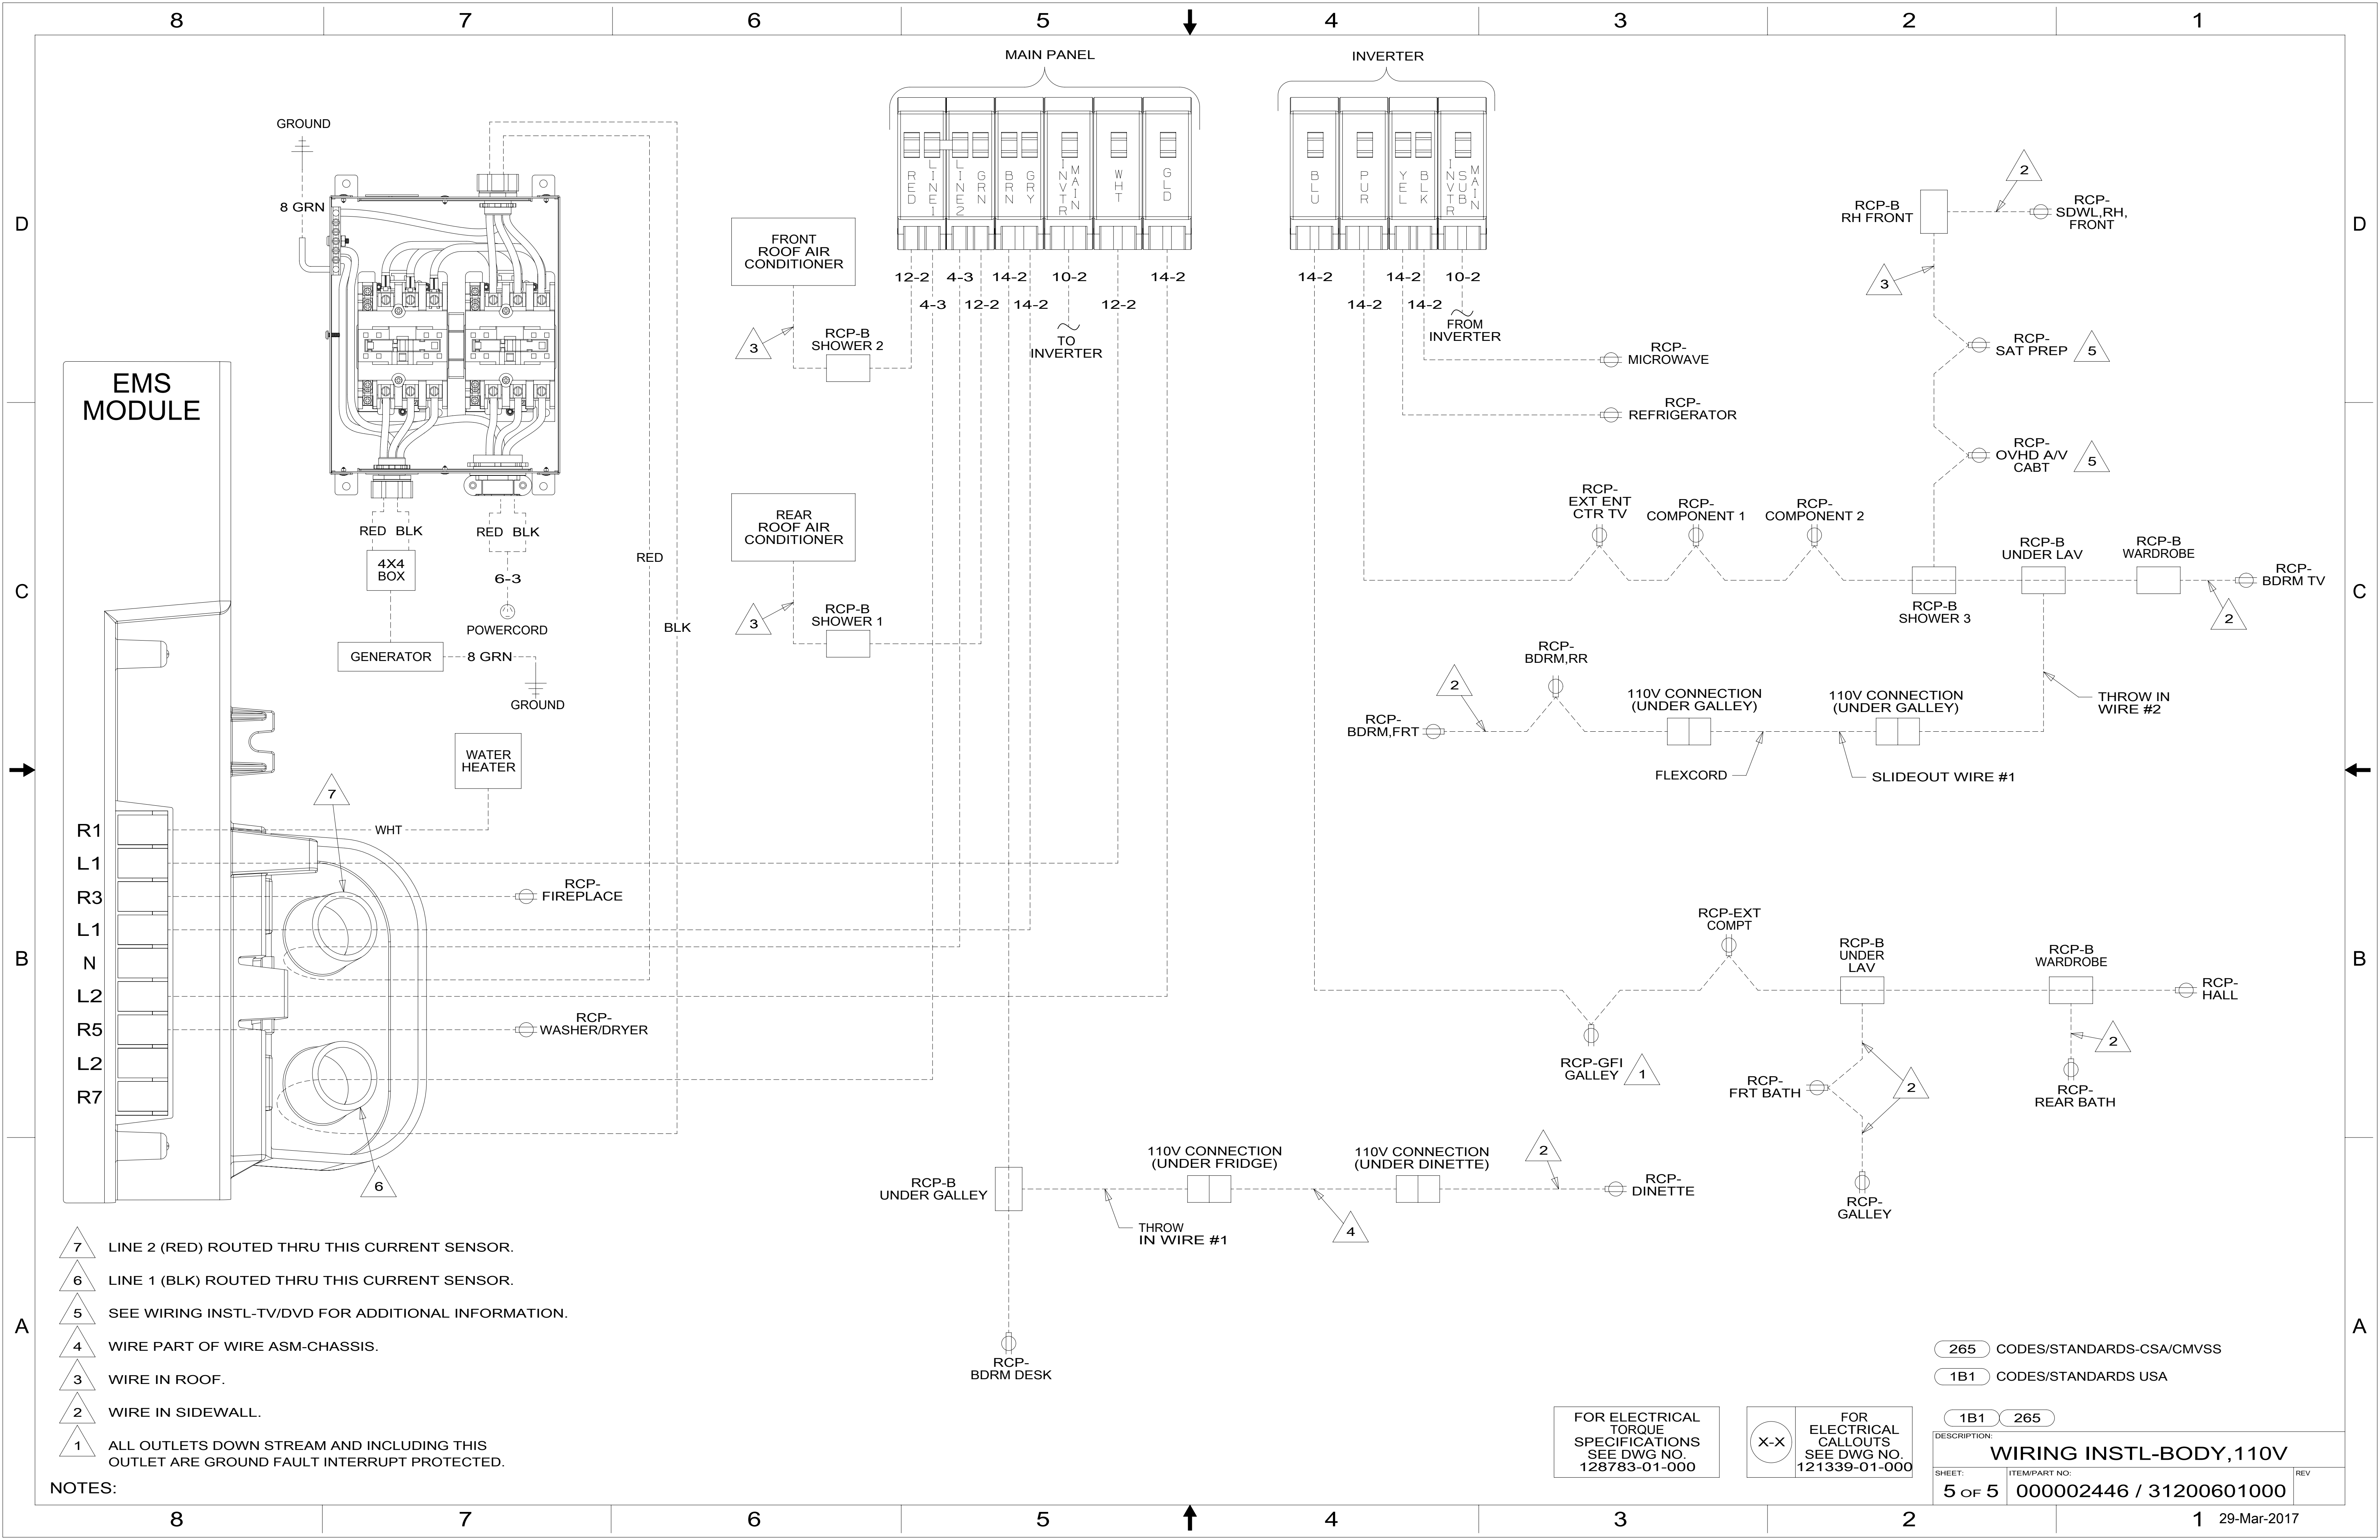 8 7 6 5 4 3 2 1
MAIN PANEL
INVERTER
GROUND
8 GRN
RED
LINE1
LINE2
GRN
BRN
GRY
INVTR
MAIN
WHT
GLD
BLU
PUR
YEL
BLK
INVTR
SUB
MAIN
D
D
12-2
4-3
14-2
10-2
14-2
4-3
12-2
14-2
12-2
TO
INVERTER
14-2
14-2
10-2
14-2
14-2
FROM
INVERTER
FRONT
ROOF AIR
CONDITIONER
3
RCP-B
SHOWER 2
RCP-
MICROWAVE
RCP-
REFRIGERATOR
RCP-B
RH FRONT
2
RCP-
SDWL,RH,
FRONT
3
RCP-
SAT PREP
5
RCP-
OVHD A/V
CABT
5
EMS
MODULE
RED
BLK
RED
BLK
4X4
BOX
6-3
POWERCORD
GENERATOR
8 GRN
GROUND
RED
BLK
REAR
ROOF AIR
CONDITIONER
3
RCP-B
SHOWER 1
RCP-
EXT ENT
CTR TV
RCP-
COMPONENT 1
RCP-
COMPONENT 2
RCP-B
SHOWER 3
RCP-B
UNDER LAV
RCP-B
WARDROBE
RCP-
BDRM TV
2
C
C
RCP-
BDRM,RR
2
RCP-
BDRM,FRT
110V CONNECTION
(UNDER GALLEY)
110V CONNECTION
(UNDER GALLEY)
THROW IN
WIRE #2
FLEXCORD
SLIDEOUT WIRE #1
WATER
HEATER
7
WHT
R1
L1
R3
L1
N
L2
R5
L2
R7
RCP-
FIREPLACE
RCP-
WASHER/DRYER
6
B
B
RCP-EXT
COMPT
RCP-GFI
GALLEY
1
RCP-B
UNDER
LAV
RCP-B
WARDROBE
RCP-
HALL
2
RCP-
FRT BATH
2
RCP-
REAR BATH
RCP-
GALLEY
RCP-B
UNDER GALLEY
110V CONNECTION
(UNDER FRIDGE)
110V CONNECTION
(UNDER DINETTE)
2
RCP-
DINETTE
THROW
IN WIRE #1
4
RCP-
BDRM DESK
A
A
7 LINE 2 (RED) ROUTED THRU THIS CURRENT SENSOR.
6 LINE 1 (BLK) ROUTED THRU THIS CURRENT SENSOR.
5 SEE WIRING INSTL-TV/DVD FOR ADDITIONAL INFORMATION.
4 WIRE PART OF WIRE ASM-CHASSIS.
3 WIRE IN ROOF.
2 WIRE IN SIDEWALL.
1 ALL OUTLETS DOWN STREAM AND INCLUDING THIS
OUTLET ARE GROUND FAULT INTERRUPT PROTECTED.
NOTES:
265 CODES/STANDARDS-CSA/CMVSS
1B1 CODES/STANDARDS USA
1B1 265
FOR ELECTRICAL
TORQUE
SPECIFICATIONS
SEE DWG NO.
128783-01-000
X-X
FOR
ELECTRICAL
CALLOUTS
SEE DWG NO.
121339-01-000
DESCRIPTION:
WIRING INSTL-BODY,110V
SHEET:
5 OF 5
ITEM/PART NO:
000002446 / 31200601000
REV
8 7 6 5 4 3 2 1
29-Mar-2017